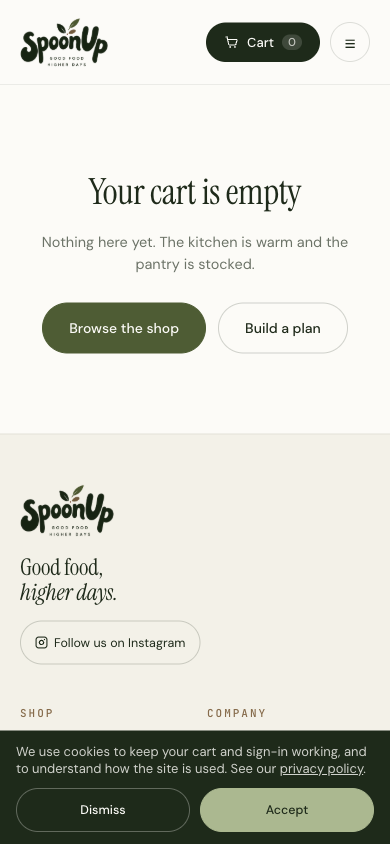 SpoonUp
GOOD FOOD
HIGHER DAYS
Cart 0
Your cart is empty
Nothing here yet. The kitchen is warm and the
pantry is stocked.
Browse the shop
Build a plan
SpoonUp
GOOD FOOD
HIGHER DAYS
Good food,
higher days.
Follow us on Instagram
SHOP
COMPANY
We use cookies to keep your cart and sign-in working, and
to understand how the site is used. See our privacy policy.
Dismiss
Accept